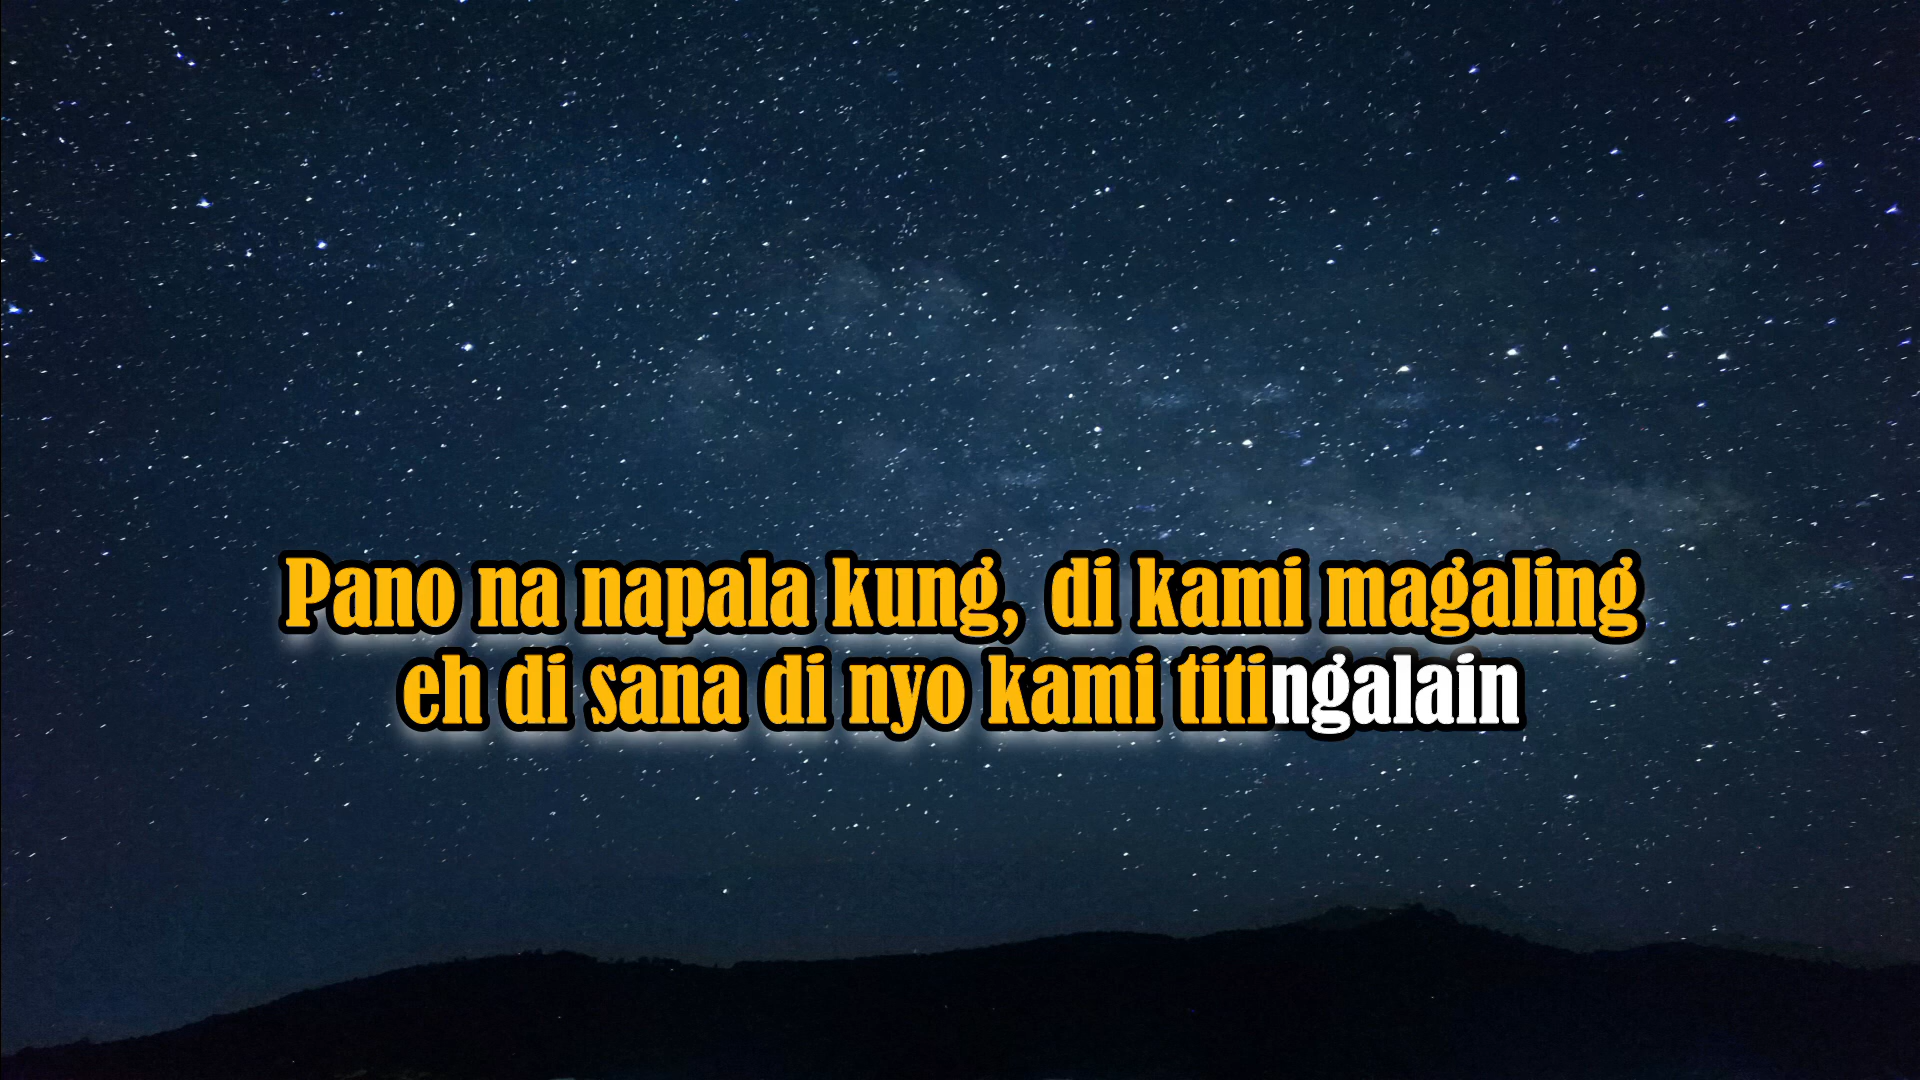 Pano na napala kung, di kami magaling
eh di sana di nyo kami titingalain